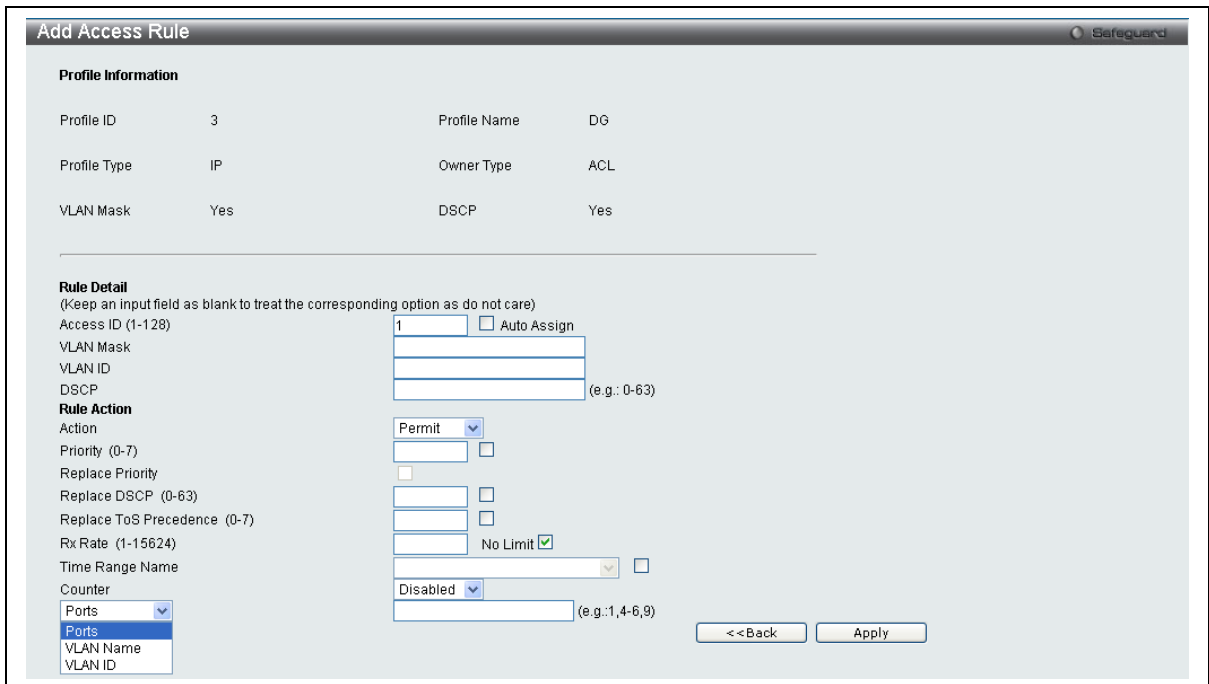 Add Access Rule Safeguard
Profile Information
Profile ID 3 Profile Name DG
Profile Type IP Owner Type ACL
VLAN Mask Yes DSCP Yes
Rule Detail
(Keep an input field as blank to treat the corresponding option as do not care)
Access ID (1-128) 1 Auto Assign
VLAN Mask
VLAN ID
DSCP (e.g.: 0-63)
Rule Action
Action Permit
Priority (0-7)
Replace Priority
Replace DSCP (0-63)
Replace ToS Precedence (0-7)
Rx Rate (1-15624) No Limit
Time Range Name
Counter Disabled
Ports (e.g.:1,4-6,9)
Ports <<Back Apply
VLAN Name
VLAN ID